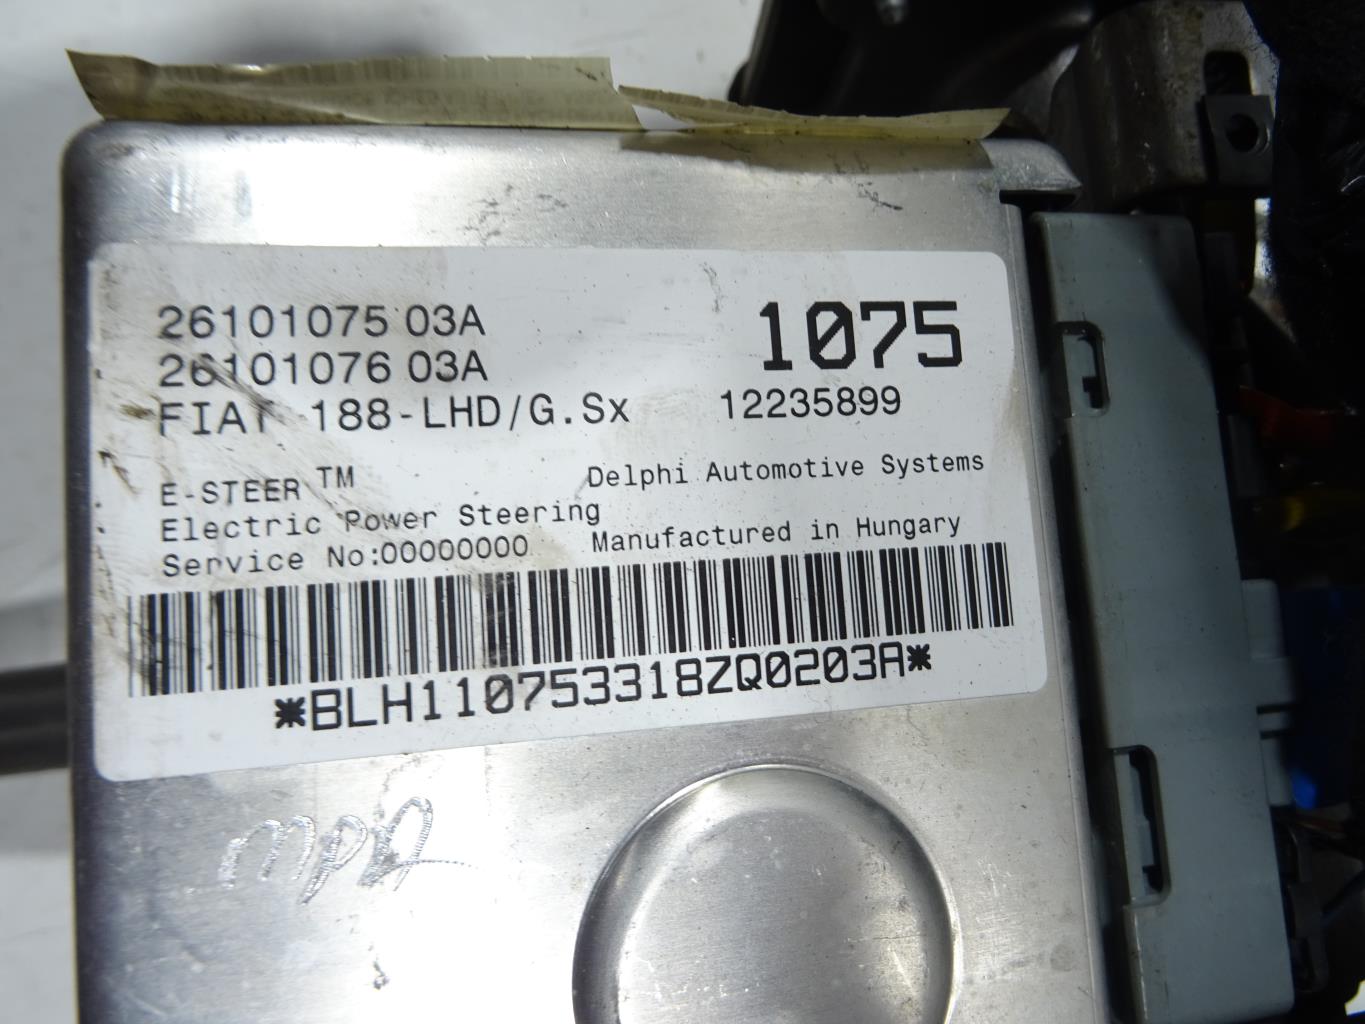 26101075 03A 1075
26101076 03A
FIAT 188-LHD/G.Sx 12235899
E-STEER TM Delphi Automotive Systems
Electric Power Steering
Service No:00000000 Manufactured in Hungary
*BLH110753318ZQ0203A*